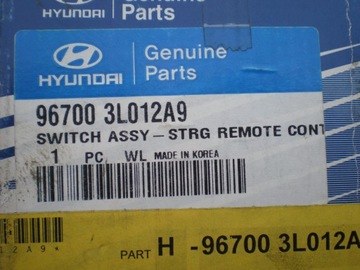 Genuine
Parts
HYUNDAI
HYUNDAI
Genuine
Parts
96700 3L012A9
SWITCH ASSY-STRG REMOTE CONT
1 PC, WL MADE IN KOREA
2A9*
PART H -96700 3L012A